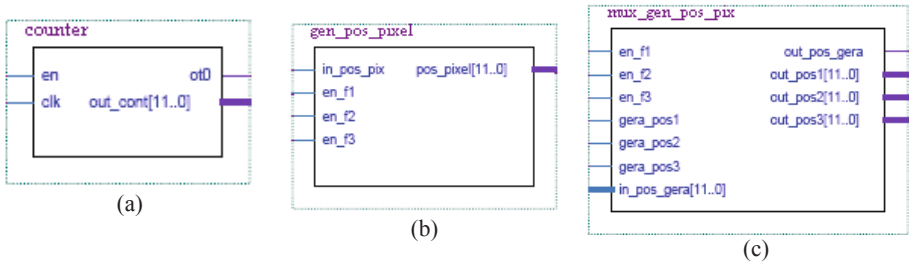 counter
en ot0
clk out_cont[11..0]
(a)
gen_pos_pixel
in_pos_pix pos_pixel[11..0]
en_f1
en_f2
en_f3
(b)
mux_gen_pos_pix
en_f1 out_pos_gera
en_f2 out_pos1[11..0]
en_f3 out_pos2[11..0]
gera_pos1 out_pos3[11..0]
gera_pos2
gera_pos3
in_pos_gera[11..0]
(c)